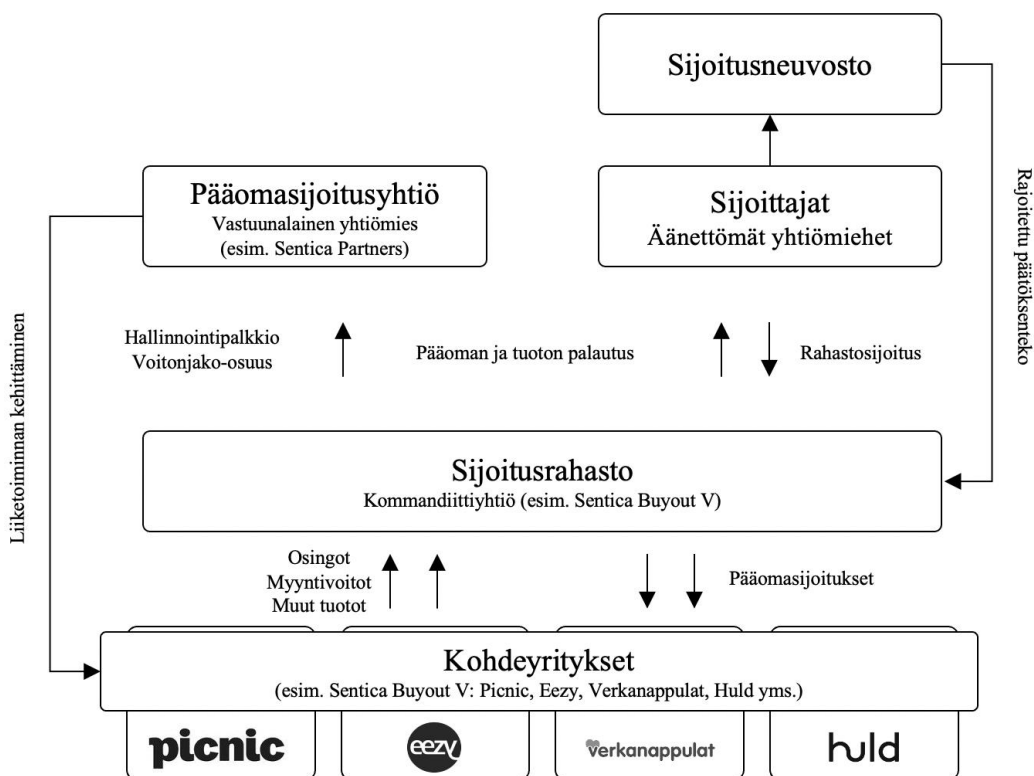 Sijoitusneuvosto
Pääomasijoitusyhtiö
Vastuunalainen yhtiömies
(esim. Sentica Partners)
Sijoittajat
Äänettömät yhtiömiehet
Rajoitettu päätöksenteko
Liiketoiminnan kehittäminen
Hallinnointipalkkio
Voitonjako-osuus
Pääoman ja tuoton palautus
Rahastosijoitus
Sijoitusrahasto
Kommandiittiyhtiö (esim. Sentica Buyout V)
Osingot
Myyntivoitot
Muut tuotot
Pääomasijoitukset
Kohdeyritykset
(esim. Sentica Buyout V: Picnic, Eezy, Verkanappulat, Huld yms.)
picnic
eezy
verkanappulat
huld